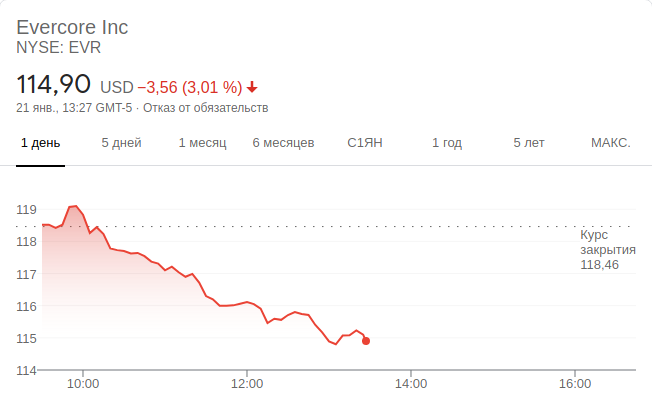 Evercore Inc
NYSE: EVR
114,90 USD −3,56 (3,01 %)
21 янв., 13:27 GMT-5 · Отказ от обязательств
1 день 5 дней 1 месяц 6 месяцев С1ЯН 1 год 5 лет МАКС.
119
118
117
116
115
114
Курс
закрытия
118,46
10:00 12:00 14:00 16:00